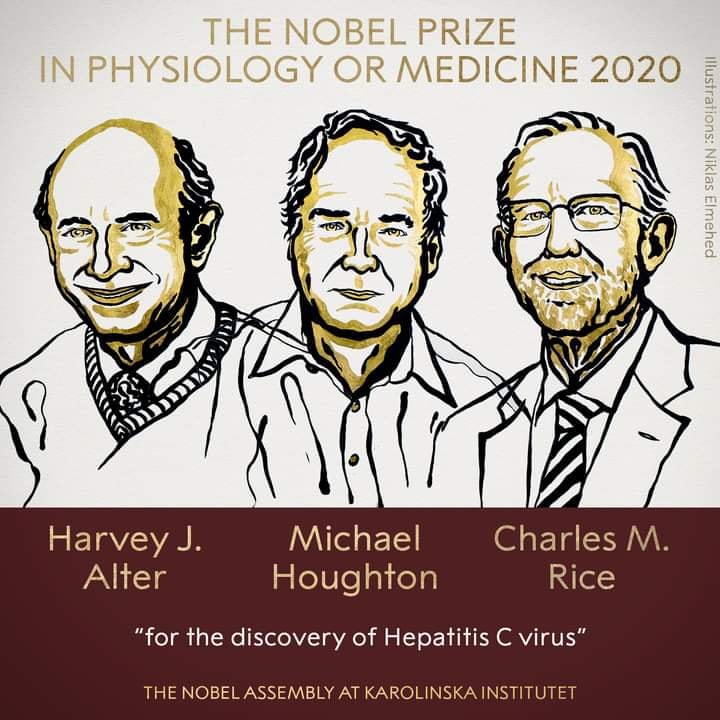 THE NOBEL PRIZE
IN PHYSIOLOGY OR MEDICINE 2020
Illustrations: Niklas Elmehed
Harvey J.
Alter
Michael
Houghton
Charles M.
Rice
"for the discovery of Hepatitis C virus"
THE NOBEL ASSEMBLY AT KAROLINSKA INSTITUTET